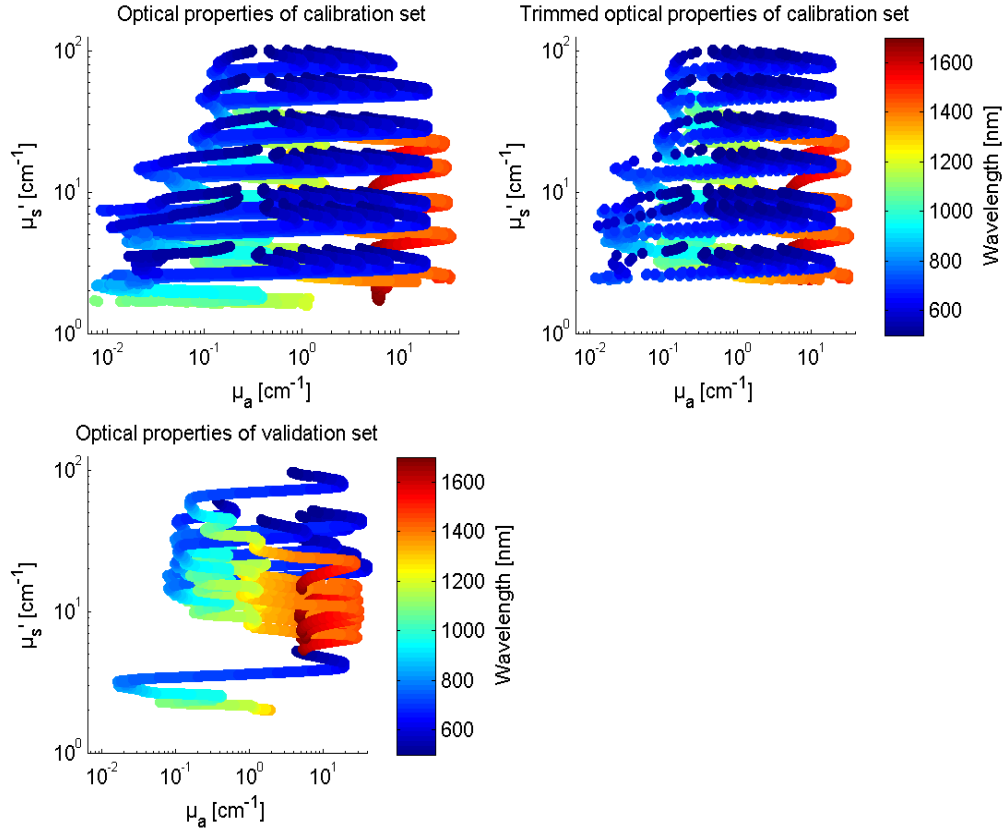 Optical properties of calibration set
Trimmed optical properties of calibration set
10²
10¹
10⁰
μₛ' [cm⁻¹]
10⁻² 10⁻¹ 10⁰ 10¹
μₐ [cm⁻¹]
10²
10¹
10⁰
μₛ' [cm⁻¹]
10⁻² 10⁻¹ 10⁰ 10¹
μₐ [cm⁻¹]
1600
1400
1200
1000
800
600
Wavelength [nm]
Optical properties of validation set
10²
10¹
10⁰
μₛ' [cm⁻¹]
10⁻² 10⁻¹ 10⁰ 10¹
μₐ [cm⁻¹]
1600
1400
1200
1000
800
600
Wavelength [nm]